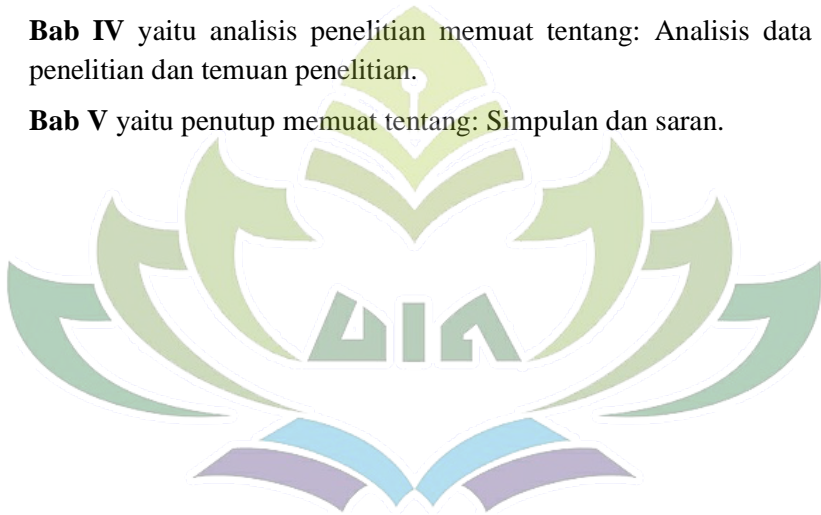 Bab IV yaitu analisis penelitian memuat tentang: Analisis data
penelitian dan temuan penelitian.
Bab V yaitu penutup memuat tentang: Simpulan dan saran.
UIN